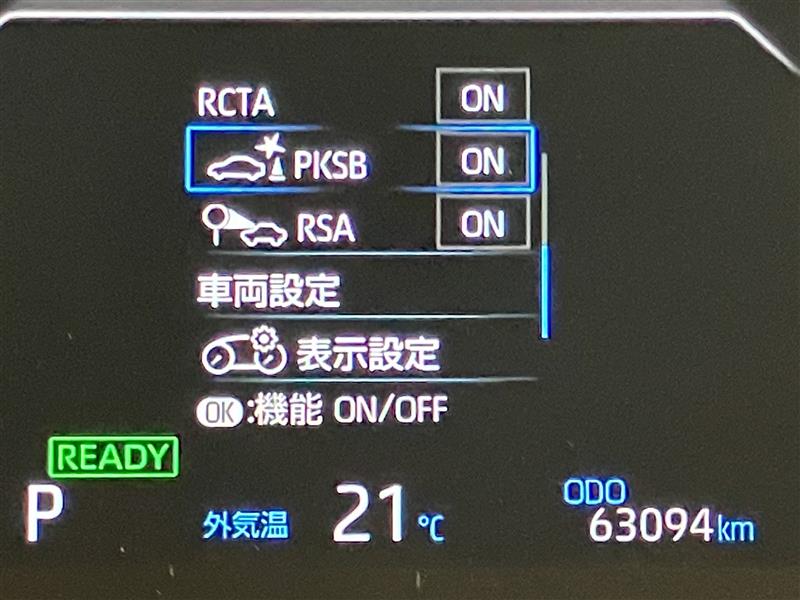 RCTA ON
PKSB ON
RSA ON
車両設定
表示設定
OK:機能 ON/OFF
READY
P 外気温 21℃ ODO 63094km